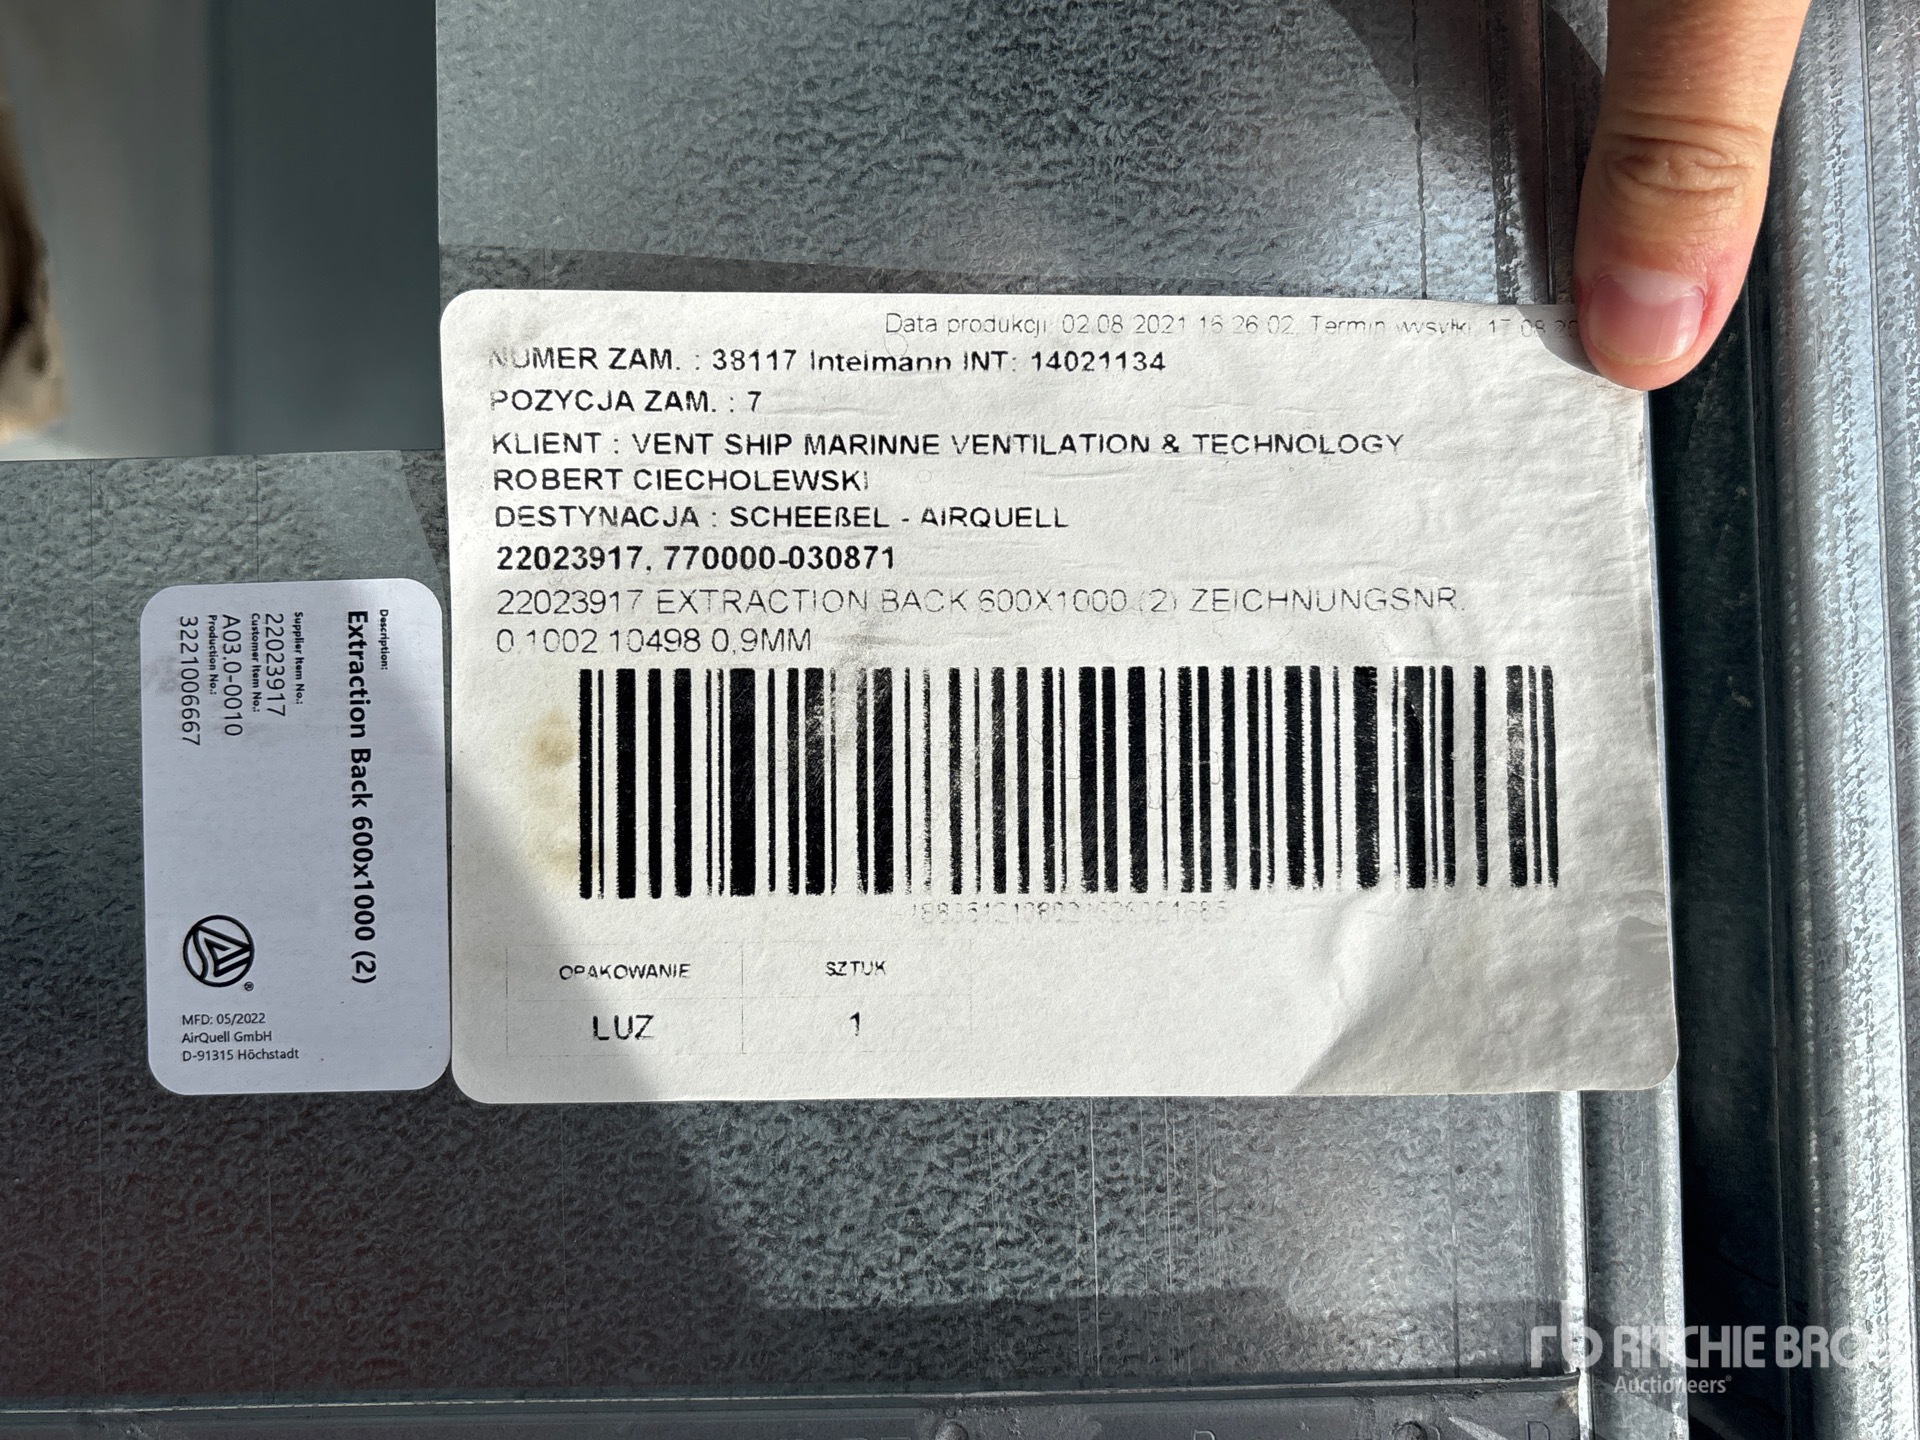 Data produkcji: 02.08.2021 16:26:02, Termin wysyłki: 17.08.20
NUMER ZAM. : 38117 Intelmann INT: 14021134
POZYCJA ZAM. : 7
KLIENT : VENT SHIP MARINNE VENTILATION & TECHNOLOGY
ROBERT CIECHOLEWSKI
DESTYNACJA : SCHEEßEL - AIRQUELL
22023917, 770000-030871
22023917 EXTRACTION BACK 600X1000 (2) ZEICHNUNGSNR.
0.1002.10498 0,9MM
OPAKOWANIE SZTUK
LUZ 1
Description:
Extraction Back 600x1000 (2)
Supplier Item No.:
22023917
Customer Item No.:
A03.0-0010
Production No.:
3221006667
MFD: 05/2022
AirQuell GmbH
D-91315 Höchstadt
rb RITCHIE BROS
Auctioneers®